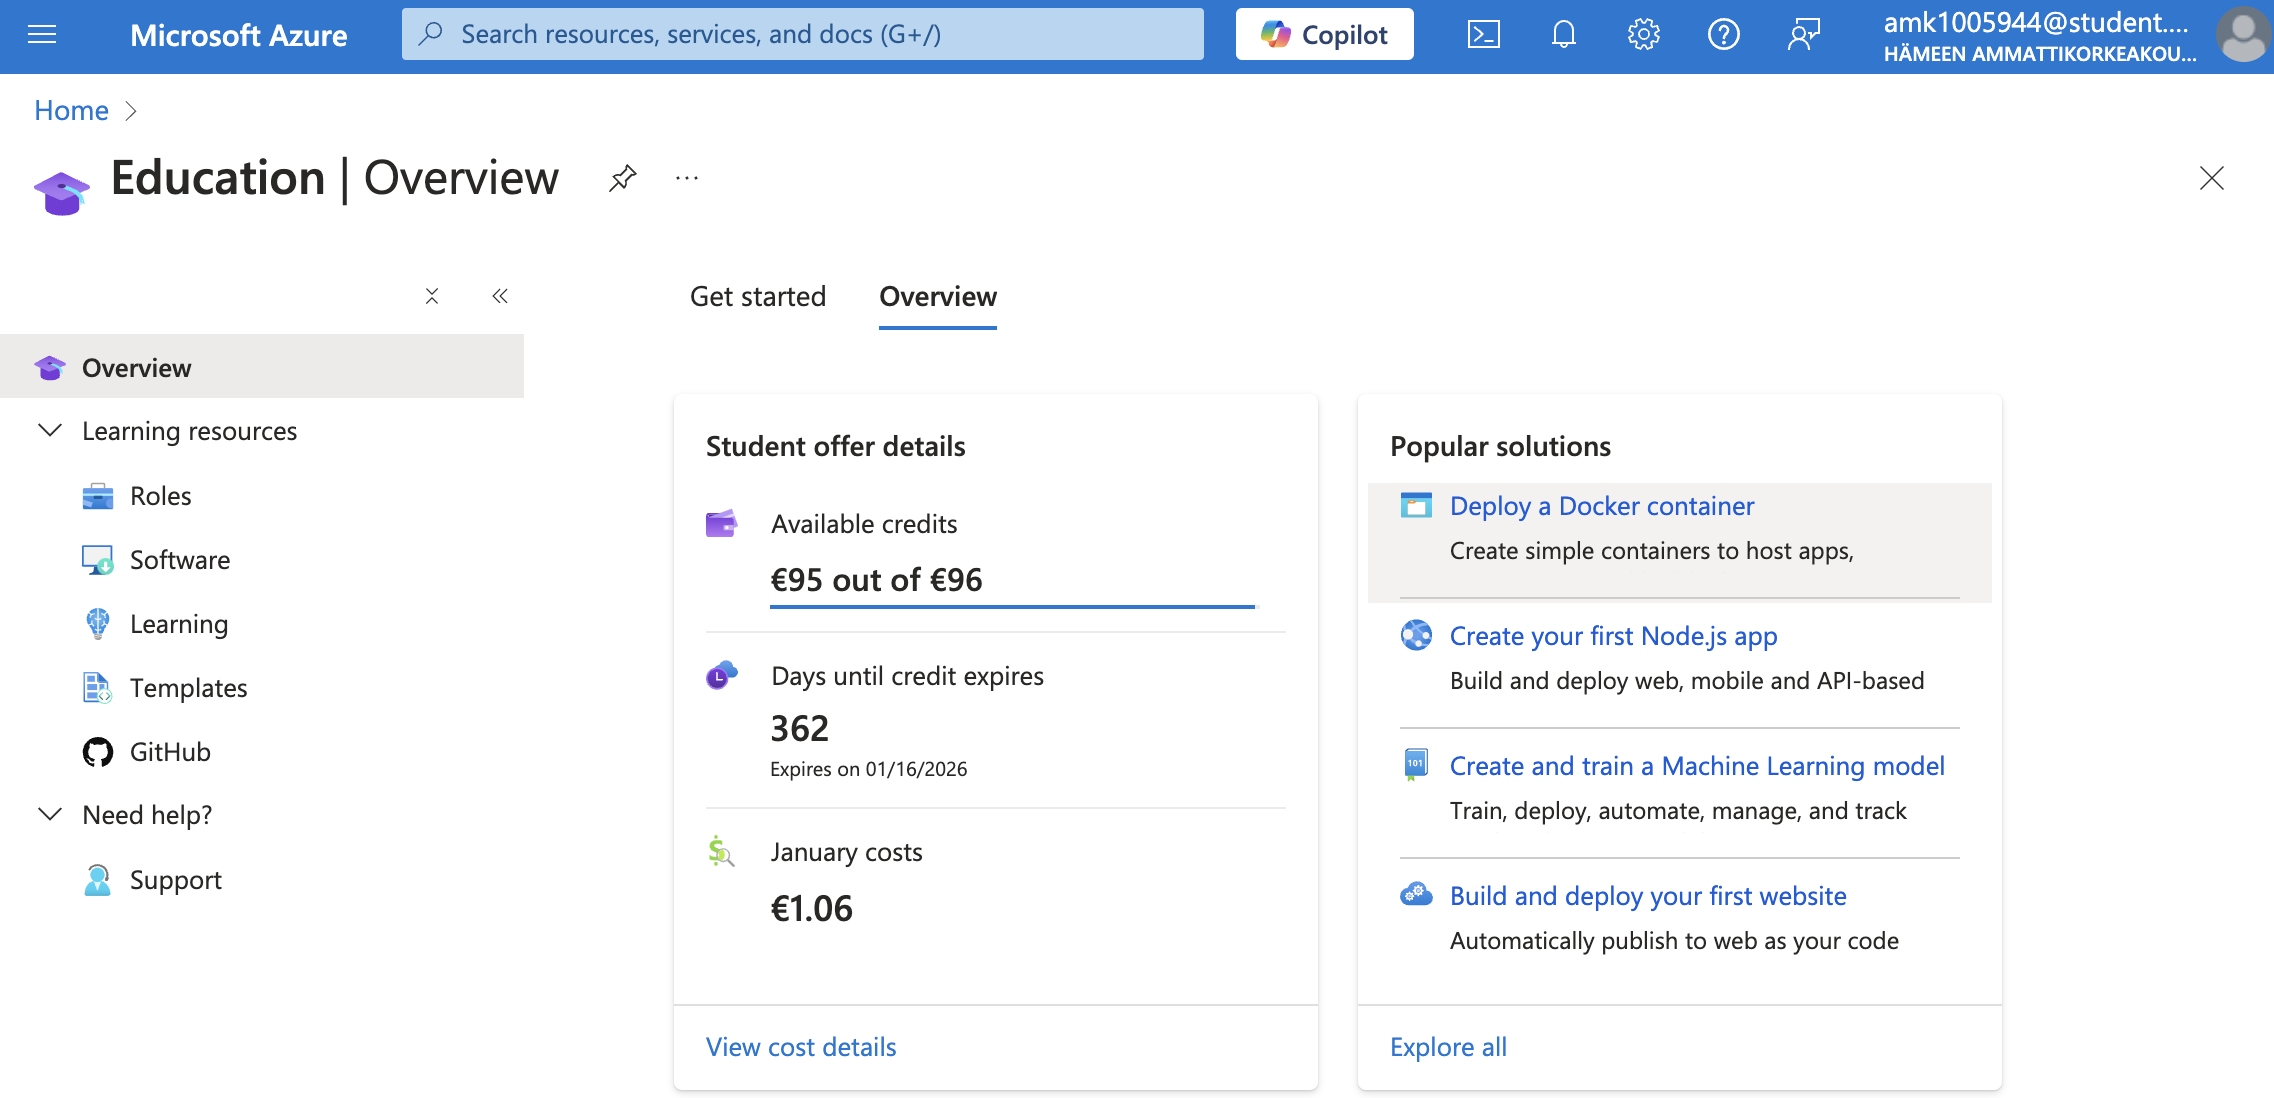 Microsoft Azure
Search resources, services, and docs (G+/)
Copilot
amk1005944@student....
HÄMEEN AMMATTIKORKEAKOU...
Home
Education | Overview
Get started
Overview
Overview
Learning resources
Roles
Software
Learning
Templates
GitHub
Need help?
Support
Student offer details
Available credits
€95 out of €96
Days until credit expires
362
Expires on 01/16/2026
January costs
€1.06
View cost details
Popular solutions
Deploy a Docker container
Create simple containers to host apps,
Create your first Node.js app
Build and deploy web, mobile and API-based
Create and train a Machine Learning model
Train, deploy, automate, manage, and track
Build and deploy your first website
Automatically publish to web as your code
Explore all